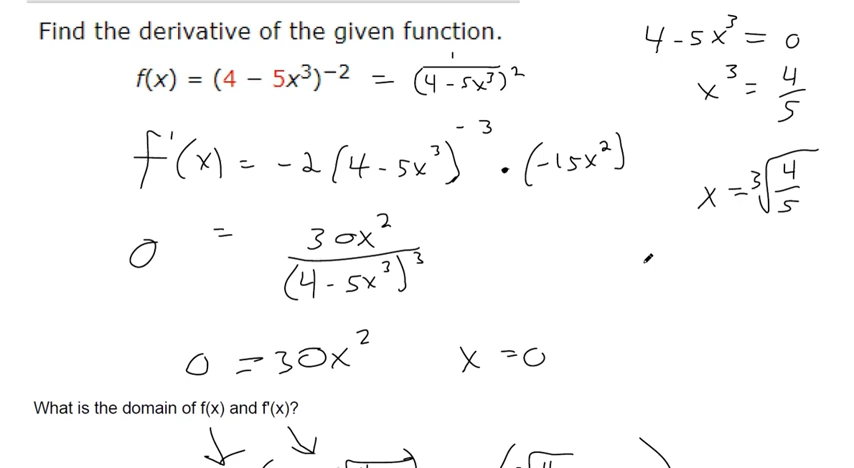 Find the derivative of the given function.
f(x) = (4 − 5x³)⁻² = 1/(4 - 5x³)²
4 - 5x³ = 0
x³ = 4/5
f'(x) = -2(4 - 5x³)⁻³ · (-15x²)
x = ∛(4/5)
0 = 30x²/(4 - 5x³)³
0 = 30x² x = 0
What is the domain of f(x) and f'(x)?